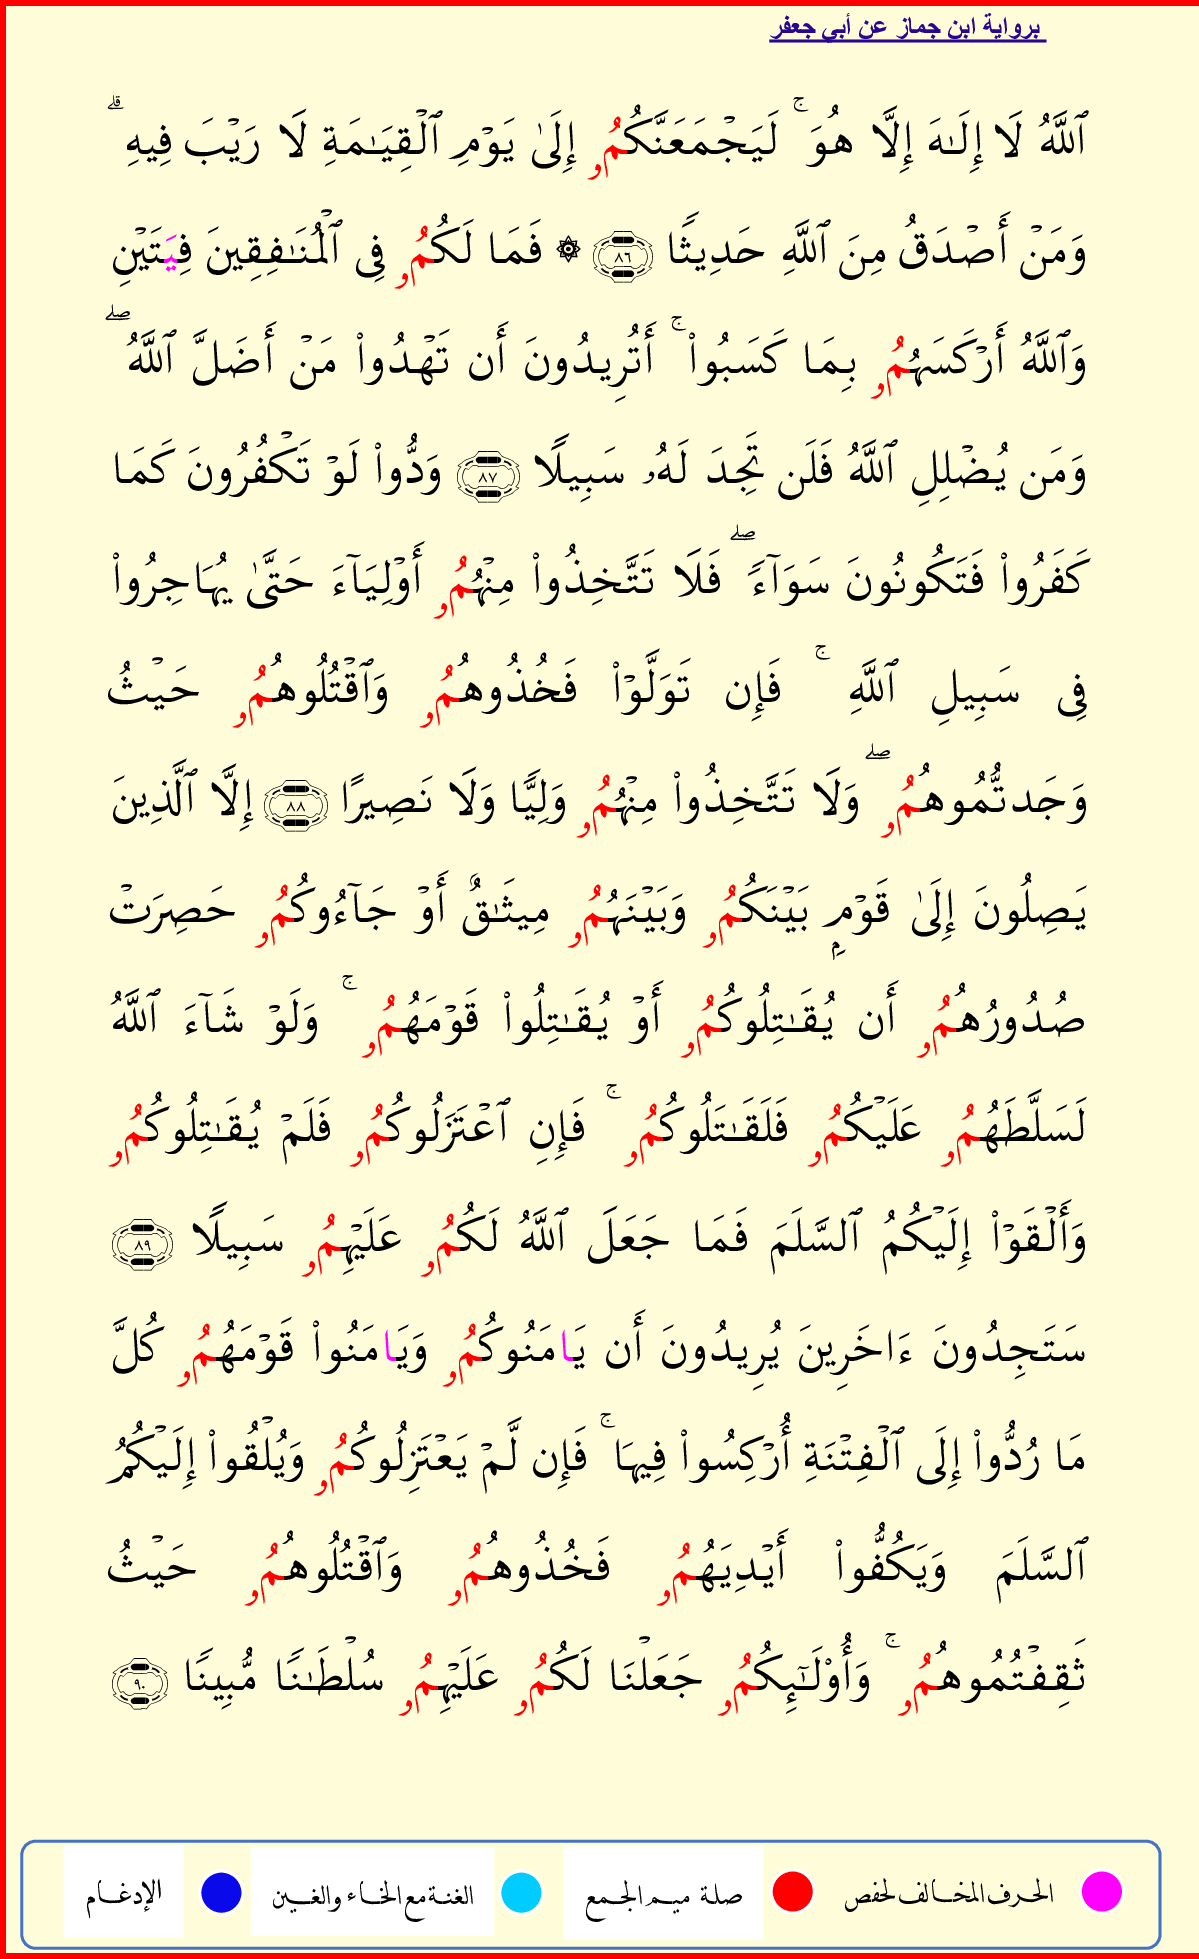 برواية ابن جماز عن أبي جعفر
ٱللَّهُ لَا إِلَـٰهَ إِلَّا هُوَ ۚ لَيَجْمَعَنَّكُمُۥ إِلَىٰ يَوْمِ ٱلْقِيَـٰمَةِ لَا رَيْبَ فِيهِ ۗ
وَمَنْ أَصْدَقُ مِنَ ٱللَّهِ حَدِيثًا ٨٦ ۞ فَمَا لَكُمُۥ فِى ٱلْمُنَـٰفِقِينَ فِيَتَيْنِ
وَٱللَّهُ أَرْكَسَهُمُۥ بِمَا كَسَبُوا۟ ۚ أَتُرِيدُونَ أَن تَهْدُوا۟ مَنْ أَضَلَّ ٱللَّهُ ۖ
وَمَن يُضْلِلِ ٱللَّهُ فَلَن تَجِدَ لَهُۥ سَبِيلًا ٨٧ وَدُّوا۟ لَوْ تَكْفُرُونَ كَمَا
كَفَرُوا۟ فَتَكُونُونَ سَوَآءً ۖ فَلَا تَتَّخِذُوا۟ مِنْهُمُۥ أَوْلِيَآءَ حَتَّىٰ يُهَاجِرُوا۟
فِى سَبِيلِ ٱللَّهِ ۚ فَإِن تَوَلَّوْا۟ فَخُذُوهُمُۥ وَٱقْتُلُوهُمُۥ حَيْثُ
وَجَدتُّمُوهُمُۥ ۖ وَلَا تَتَّخِذُوا۟ مِنْهُمُۥ وَلِيًّا وَلَا نَصِيرًا ٨٨ إِلَّا ٱلَّذِينَ
يَصِلُونَ إِلَىٰ قَوْمٍۭ بَيْنَكُمُۥ وَبَيْنَهُمُۥ مِيثَـٰقٌ أَوْ جَآءُوكُمُۥ حَصِرَتْ
صُدُورُهُمُۥ أَن يُقَـٰتِلُوكُمُۥ أَوْ يُقَـٰتِلُوا۟ قَوْمَهُمُۥ ۚ وَلَوْ شَآءَ ٱللَّهُ
لَسَلَّطَهُمُۥ عَلَيْكُمُۥ فَلَقَـٰتَلُوكُمُۥ ۚ فَإِنِ ٱعْتَزَلُوكُمُۥ فَلَمْ يُقَـٰتِلُوكُمُۥ
وَأَلْقَوْا۟ إِلَيْكُمُ ٱلسَّلَمَ فَمَا جَعَلَ ٱللَّهُ لَكُمُۥ عَلَيْهِمُۥ سَبِيلًا ٨٩
سَتَجِدُونَ ءَاخَرِينَ يُرِيدُونَ أَن يَامَنُوكُمُۥ وَيَامَنُوا۟ قَوْمَهُمُۥ كُلَّ
مَا رُدُّوا۟ إِلَى ٱلْفِتْنَةِ أُرْكِسُوا۟ فِيهَا ۚ فَإِن لَّمْ يَعْتَزِلُوكُمُۥ وَيُلْقُوا۟ إِلَيْكُمُ
ٱلسَّلَمَ وَيَكُفُّوا۟ أَيْدِيَهُمُۥ فَخُذُوهُمُۥ وَٱقْتُلُوهُمُۥ حَيْثُ
ثَقِفْتُمُوهُمُۥ ۚ وَأُو۟لَـٰٓئِكُمُۥ جَعَلْنَا لَكُمُۥ عَلَيْهِمُۥ سُلْطَـٰنًا مُّبِينًا ٩٠
الحرف المخالف لحفص صلة ميم الجمع الغنة مع الخاء والغين الإدغام